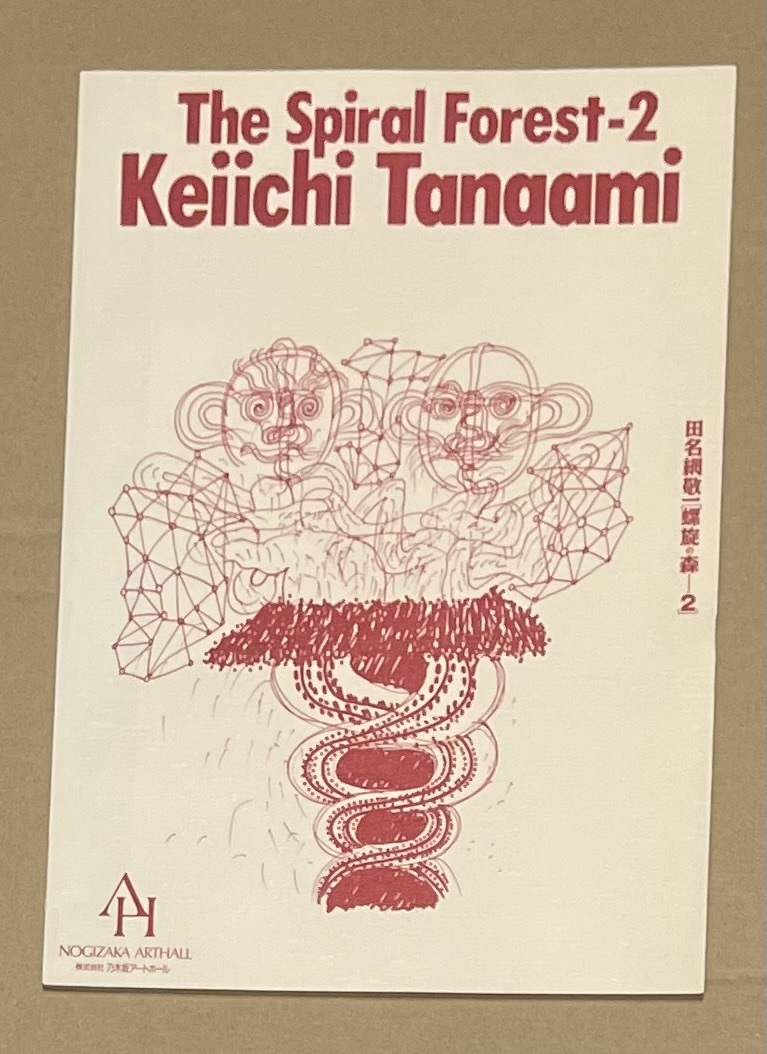 The Spiral Forest-2
Keiichi Tanaami
田名網敬一[螺旋の森—2]
AH
NOGIZAKA ARTHALL
株式会社 乃木坂アートホール